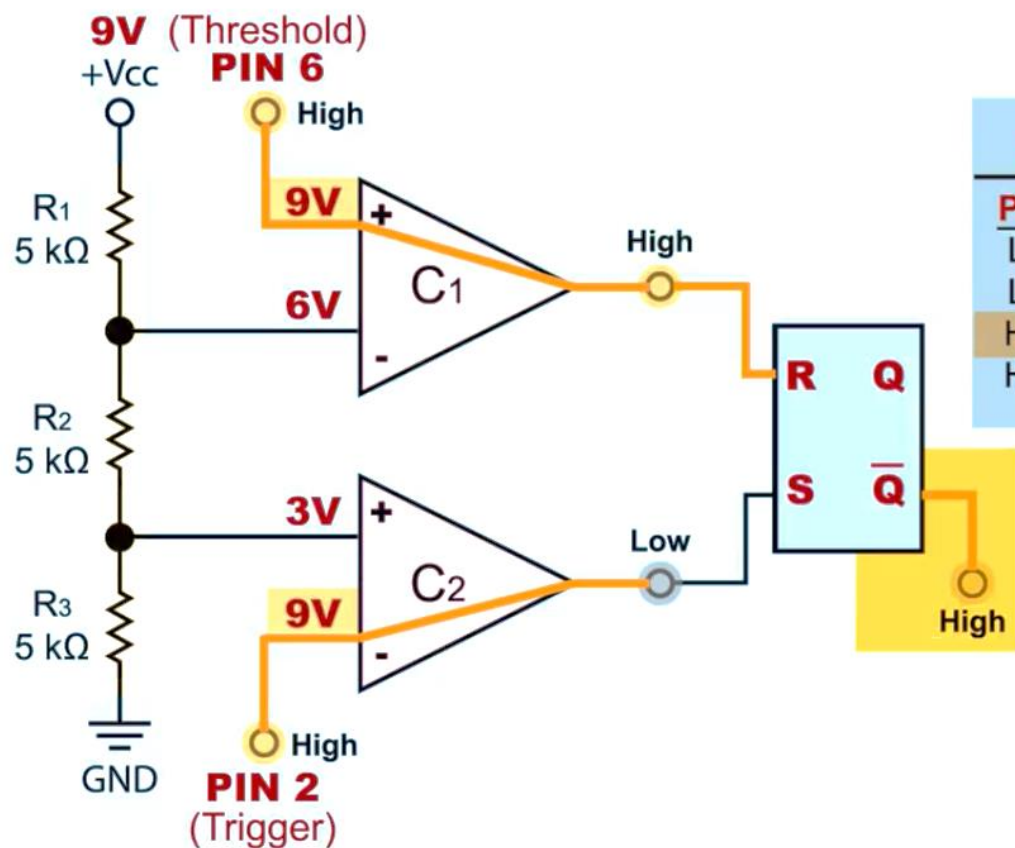 9V (Threshold)
+Vcc PIN 6
High
R1
5 kΩ
9V
+
C1
6V
-
High
R2
5 kΩ
R Q
S Q̅
3V
+
C2
Low
R3
5 kΩ
9V
-
High
High
GND
PIN 2
(Trigger)